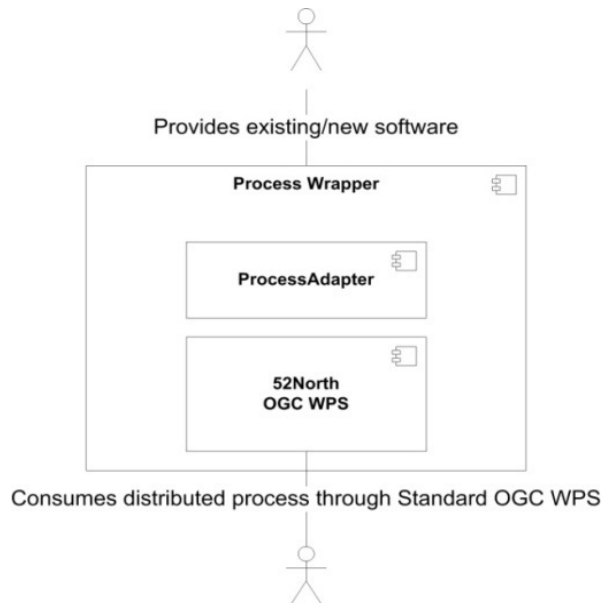 Provides existing/new software
Process Wrapper
ProcessAdapter
52North
OGC WPS
Consumes distributed process through Standard OGC WPS